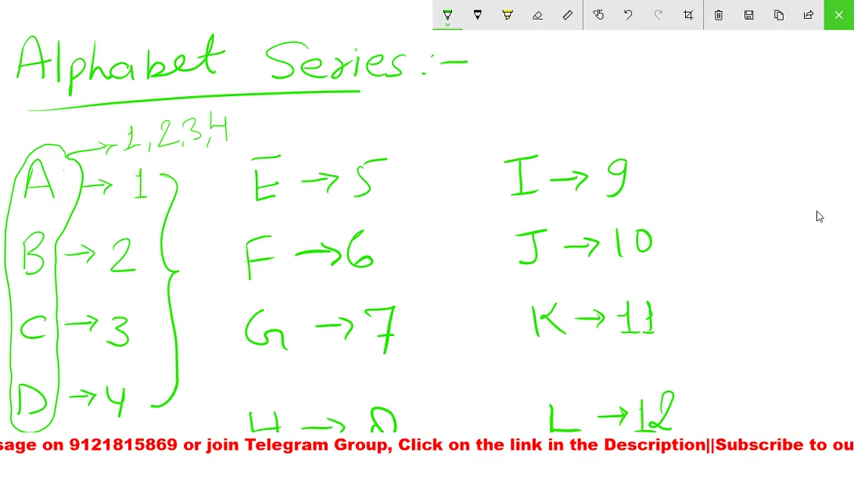 Alphabet Series :-
1,2,3,4
A → 1 E → 5 I → 9
B → 2 F → 6 J → 10
C → 3 G → 7 K → 11
D → 4 H → 8 L → 12
sage on 9121815869 or join Telegram Group, Click on the link in the Description||Subscribe to ou